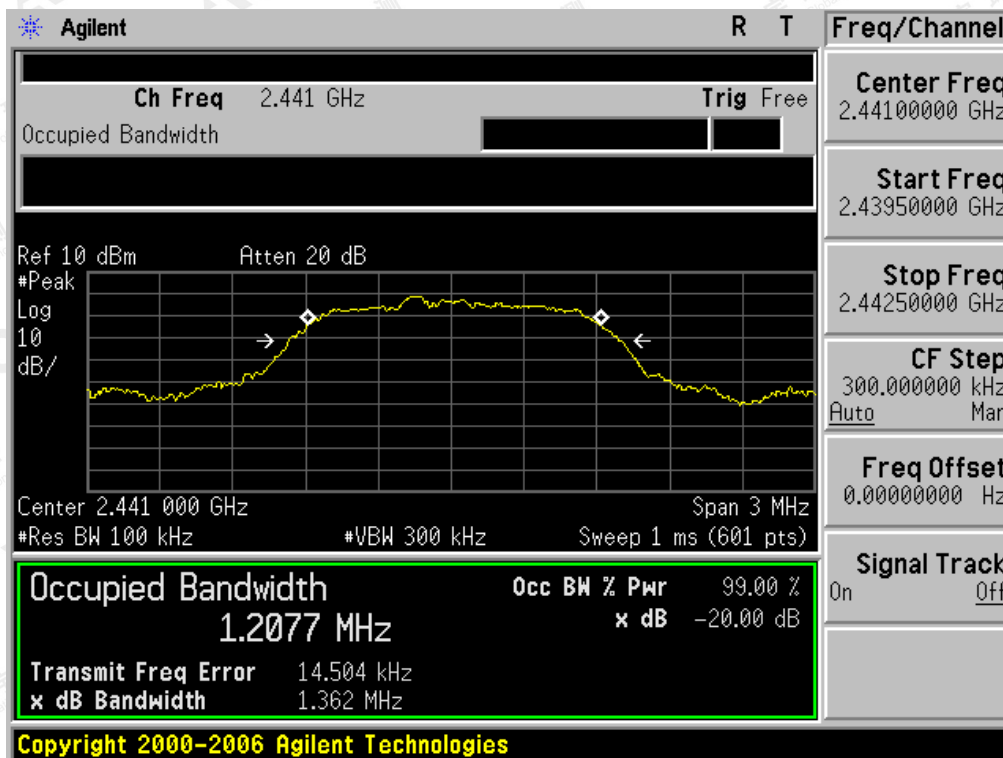 Agilent R T Freq/Channel
Ch Freq 2.441 GHz Trig Free
Occupied Bandwidth
Center Freq
2.44100000 GHz
Start Freq
2.43950000 GHz
Stop Freq
2.44250000 GHz
CF Step
300.000000 kHz
Auto Man
Freq Offset
0.00000000 Hz
Signal Track
On Off
Ref 10 dBm Atten 20 dB
#Peak
Log
10
dB/
Center 2.441 000 GHz Span 3 MHz
#Res BW 100 kHz #VBW 300 kHz Sweep 1 ms (601 pts)
Occupied Bandwidth Occ BW % Pwr 99.00 %
1.2077 MHz x dB -20.00 dB
Transmit Freq Error 14.504 kHz
x dB Bandwidth 1.362 MHz
Copyright 2000-2006 Agilent Technologies